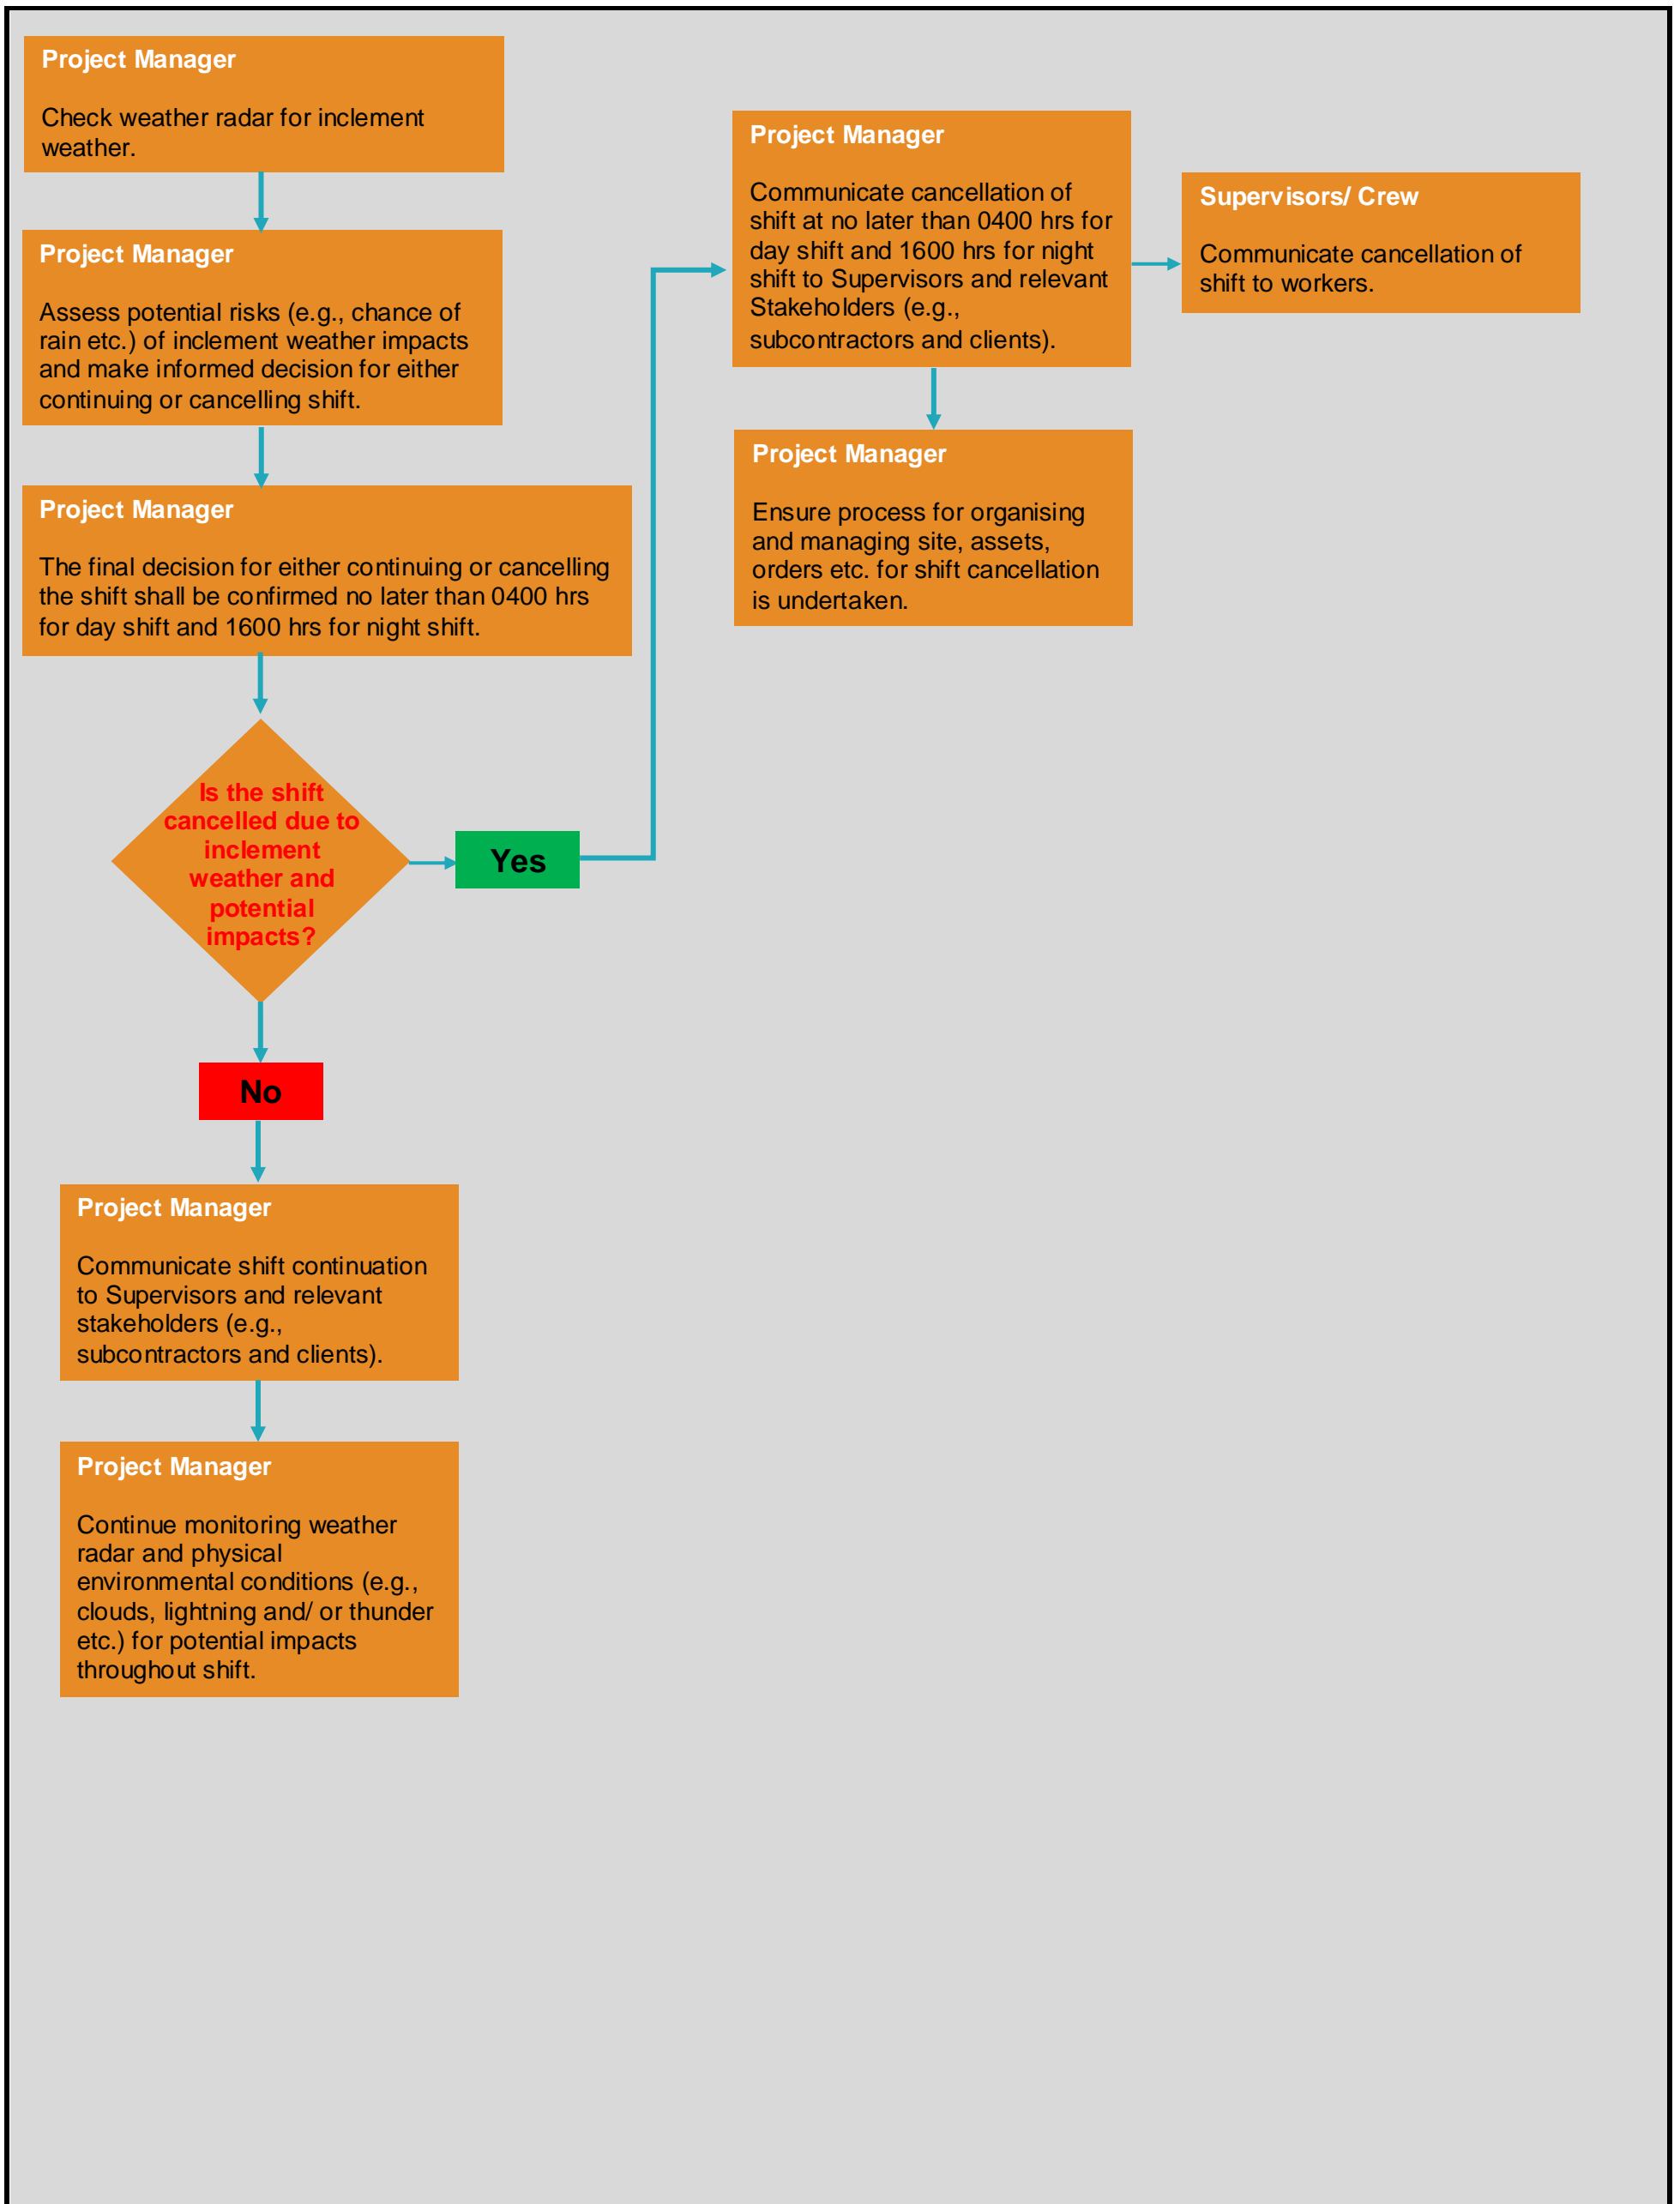 Project Manager
Check weather radar for inclement
weather.
Project Manager
Assess potential risks (e.g., chance of
rain etc.) of inclement weather impacts
and make informed decision for either
continuing or cancelling shift.
Project Manager
The final decision for either continuing or cancelling
the shift shall be confirmed no later than 0400 hrs
for day shift and 1600 hrs for night shift.
Is the shift
cancelled due to
inclement
weather and
potential
impacts?
Yes
Project Manager
Communicate cancellation of
shift at no later than 0400 hrs for
day shift and 1600 hrs for night
shift to Supervisors and relevant
Stakeholders (e.g.,
subcontractors and clients).
Supervisors/ Crew
Communicate cancellation of
shift to workers.
Project Manager
Ensure process for organising
and managing site, assets,
orders etc. for shift cancellation
is undertaken.
No
Project Manager
Communicate shift continuation
to Supervisors and relevant
stakeholders (e.g.,
subcontractors and clients).
Project Manager
Continue monitoring weather
radar and physical
environmental conditions (e.g.,
clouds, lightning and/ or thunder
etc.) for potential impacts
throughout shift.